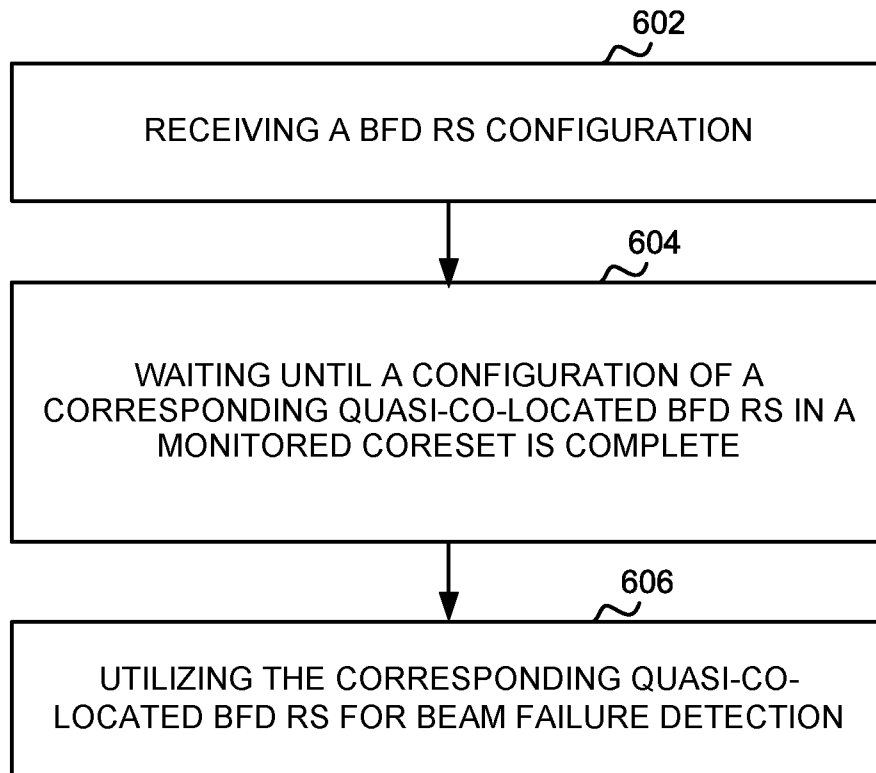 602
RECEIVING A BFD RS CONFIGURATION
604
WAITING UNTIL A CONFIGURATION OF A
CORRESPONDING QUASI-CO-LOCATED BFD RS IN A
MONITORED CORESET IS COMPLETE
606
UTILIZING THE CORRESPONDING QUASI-CO-
LOCATED BFD RS FOR BEAM FAILURE DETECTION